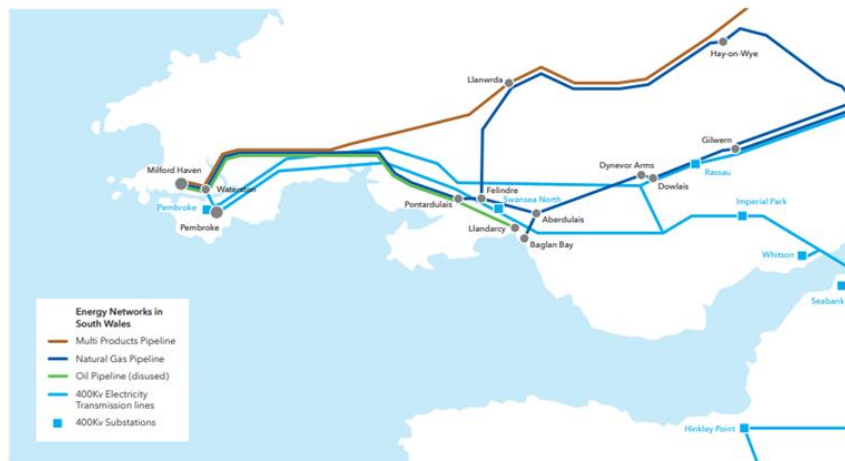 Hay-on-Wye
Llanwrda
Gilwern
Milford Haven
Dynevor Arms
Rassau
Waterston
Dowlais
Felindre
Pembroke
Swansea North
Pontardulais
Imperial Park
Aberdulais
Pembroke
Llandarcy
Baglan Bay
Whitson
Seabank
Energy Networks in
South Wales
Multi Products Pipeline
Natural Gas Pipeline
Oil Pipeline (disused)
400Kv Electricity
Transmission lines
400Kv Substations
Hinkley Point